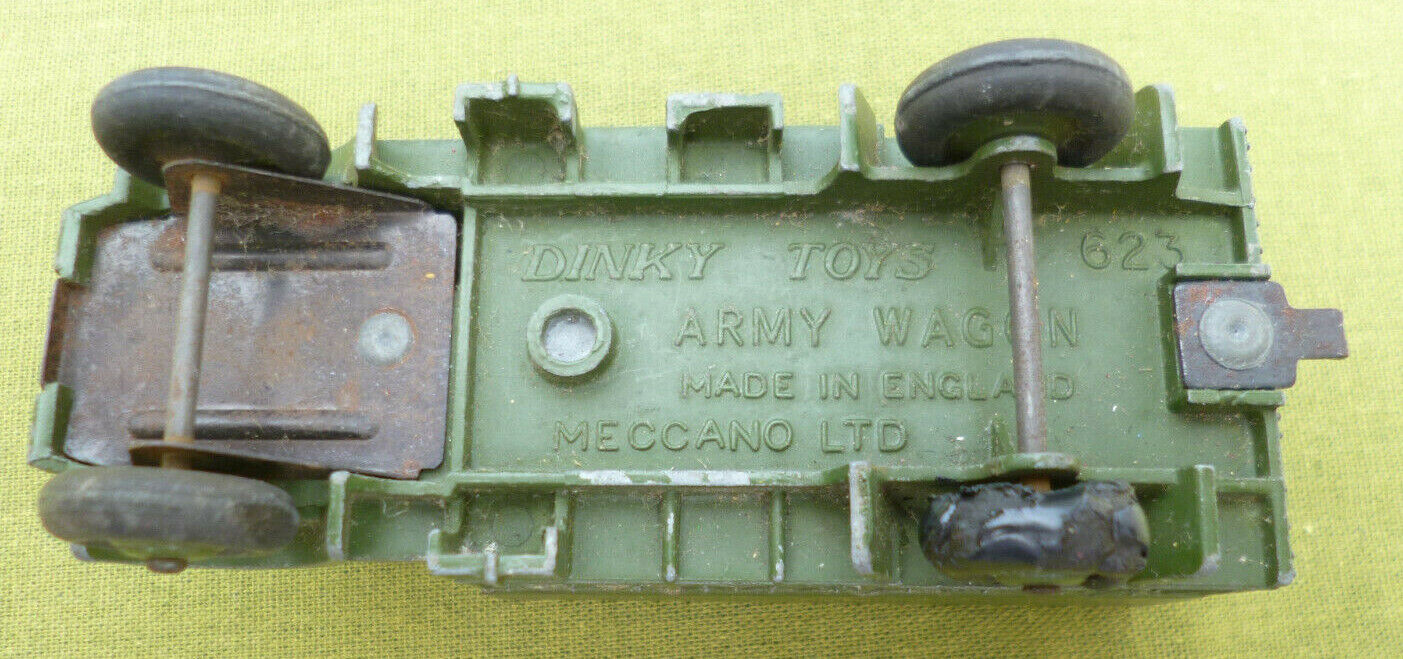 DINKY TOYS 623
ARMY WAGON
MADE IN ENGLAND
MECCANO LTD